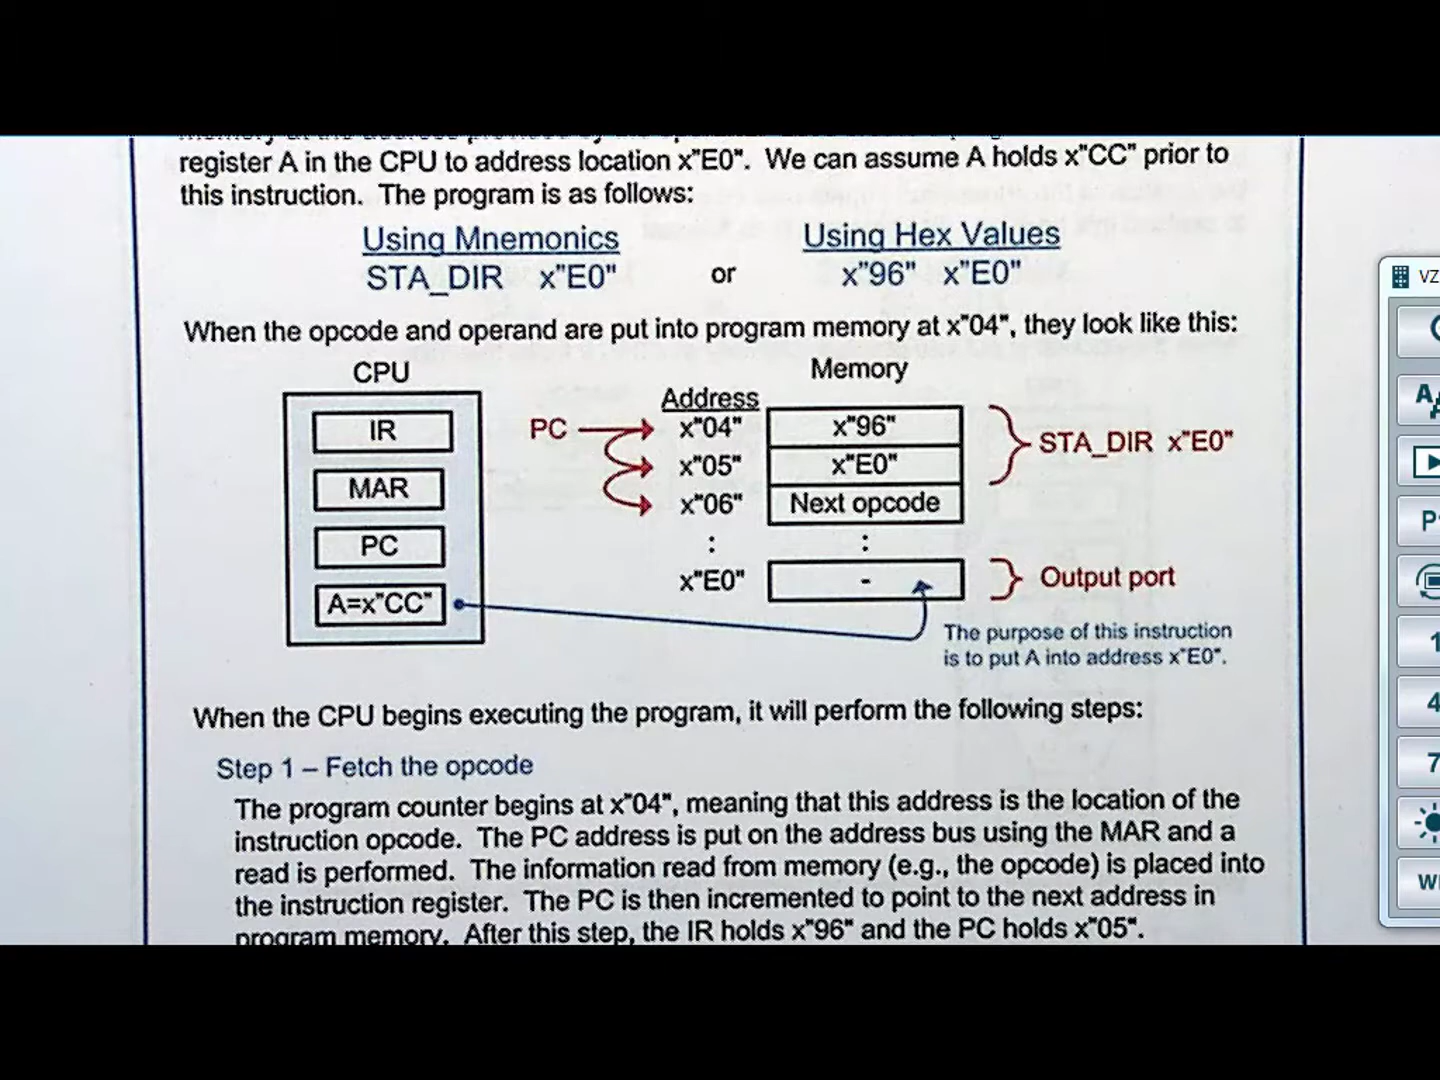 register A in the CPU to address location x"E0". We can assume A holds x"CC" prior to
this instruction. The program is as follows:
Using Mnemonics
Using Hex Values
STA_DIR x"E0"
or
x"96" x"E0"
When the opcode and operand are put into program memory at x"04", they look like this:
CPU
Memory
Address
IR
PC
x"04"
x"96"
STA_DIR x"E0"
x"05"
x"E0"
MAR
x"06"
Next opcode
PC
:
:
x"E0"
-
Output port
A=x"CC"
The purpose of this instruction
is to put A into address x"E0".
When the CPU begins executing the program, it will perform the following steps:
Step 1 – Fetch the opcode
The program counter begins at x"04", meaning that this address is the location of the
instruction opcode. The PC address is put on the address bus using the MAR and a
read is performed. The information read from memory (e.g., the opcode) is placed into
the instruction register. The PC is then incremented to point to the next address in
program memory. After this step, the IR holds x"96" and the PC holds x"05".
VZ
1
4
7